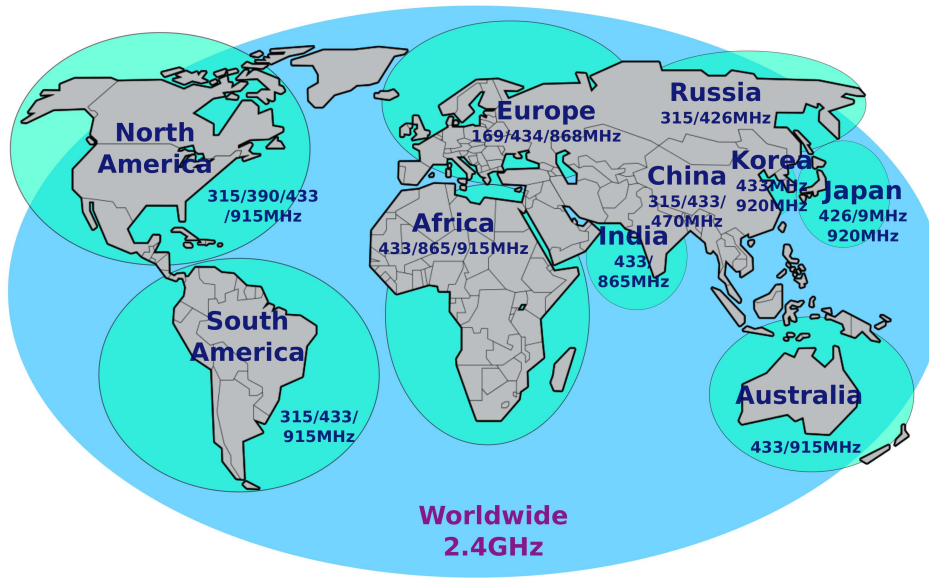 North
America
315/390/433
/915MHz
Europe
169/434/868MHz
Russia
315/426MHz
Korea
433MHz
920MHz
China
315/433/
470MHz
Japan
426/9MHz
920MHz
Africa
433/865/915MHz
India
433/
865MHz
South
America
315/433/
915MHz
Australia
433/915MHz
Worldwide
2.4GHz